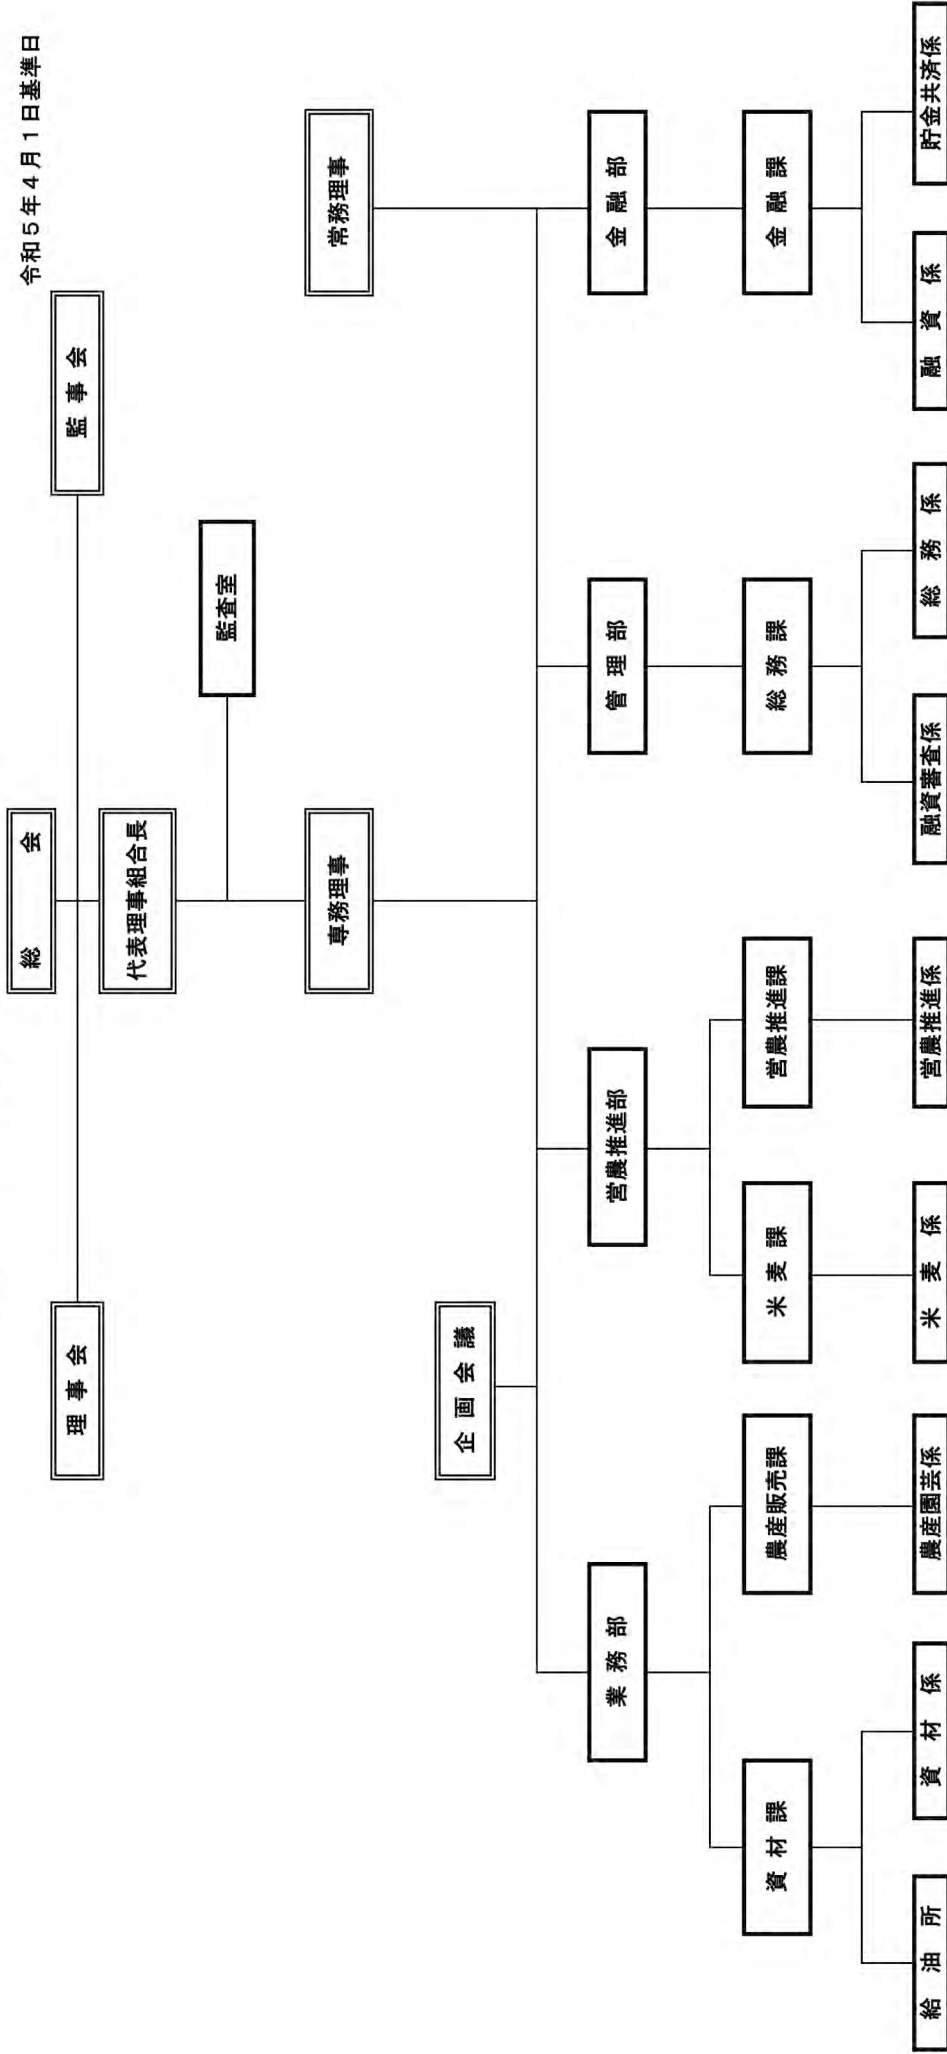 令和5年4月1日基準日
総会
理事会
監事会
代表理事組合長
監査室
専務理事
常務理事
企画会議
業務部
営農推進部
管理部
金融部
資材課
農産販売課
米麦課
営農推進課
総務課
金融課
給油所
資材係
農産園芸係
米麦係
営農推進係
融資審査係
総務係
融資係
貯金共済係